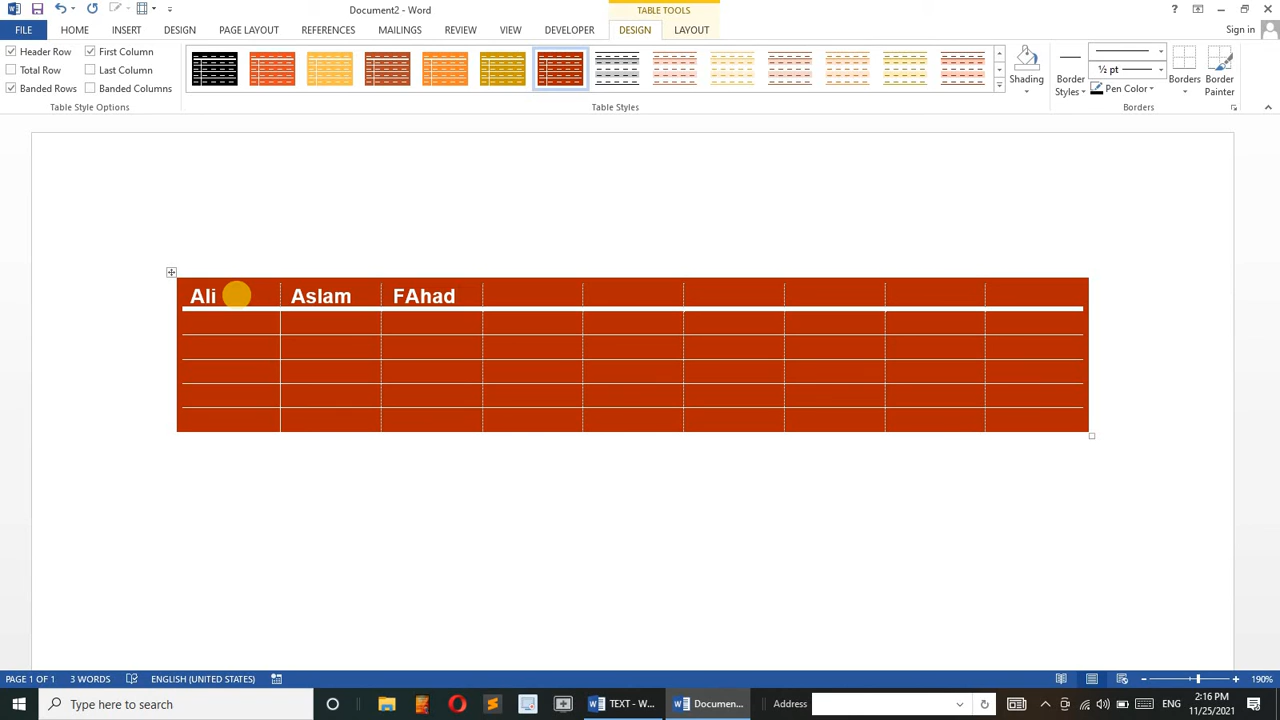 Document2 - Word
TABLE TOOLS
Sign in
FILE HOME INSERT DESIGN PAGE LAYOUT REFERENCES MAILINGS REVIEW VIEW DEVELOPER DESIGN LAYOUT
Header Row First Column
Total Row Last Column
Banded Rows Banded Columns
Table Style Options
Table Styles
Shading
Border Styles
½ pt
Pen Color
Borders
Border Painter
Borders
Ali Aslam FAhad
PAGE 1 OF 1 3 WORDS ENGLISH (UNITED STATES) 190%
Type here to search
TEXT - W...
Documen...
Address
ENG
2:16 PM
11/25/2021